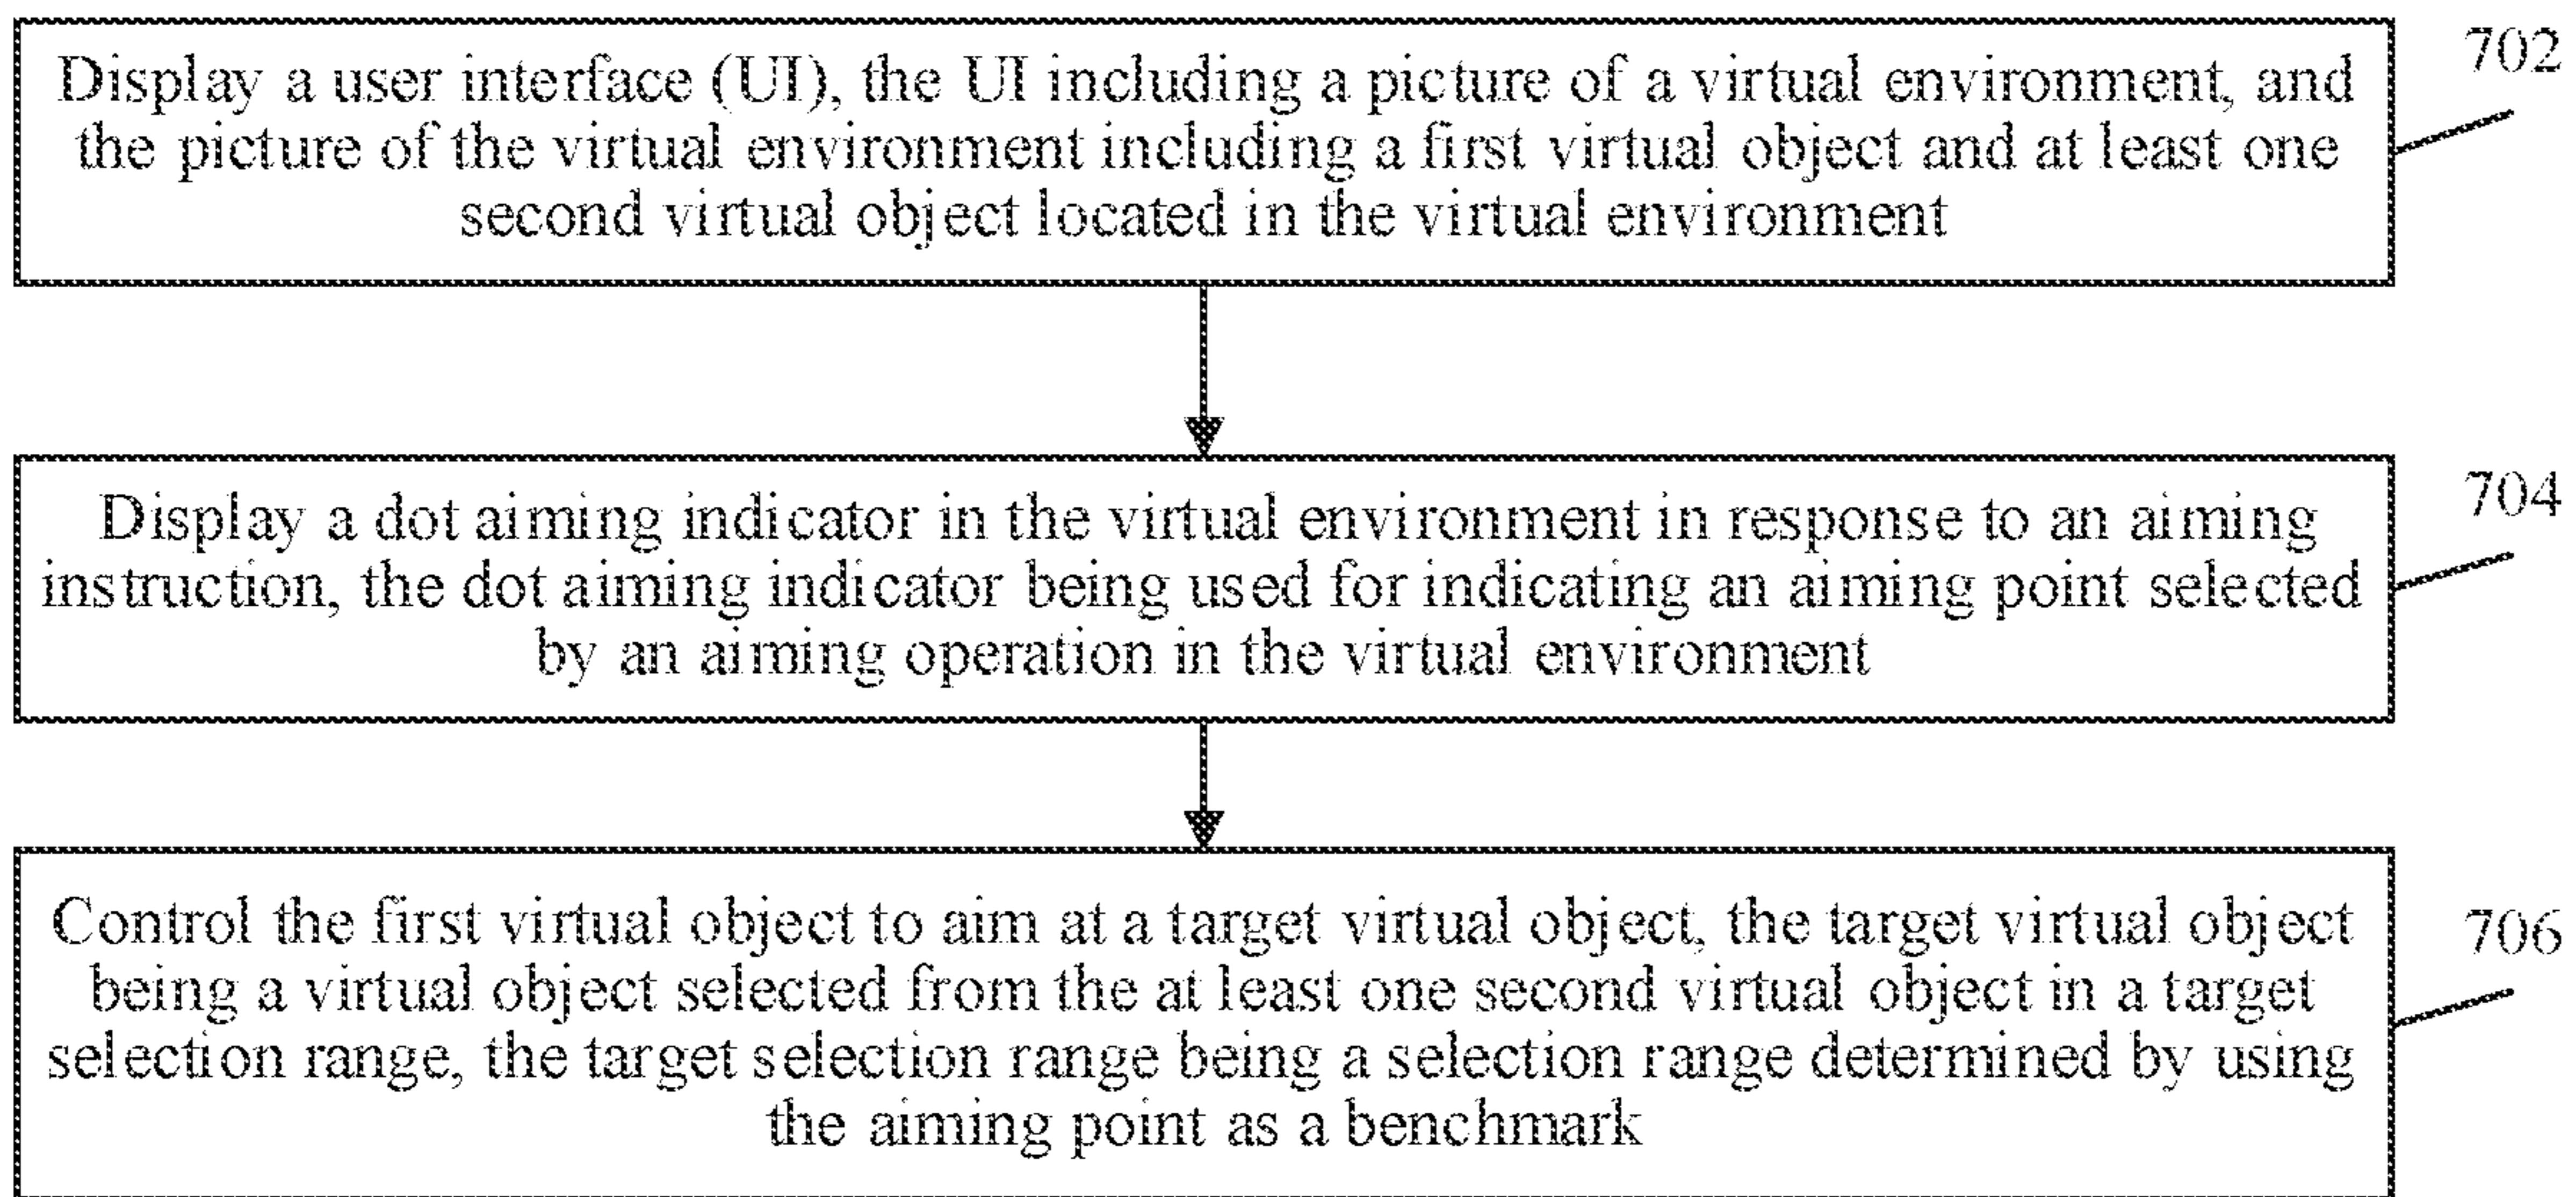 Display a user interface (UI), the UI including a picture of a virtual environment, and
the picture of the virtual environment including a first virtual object and at least one
second virtual object located in the virtual environment
702
Display a dot aiming indicator in the virtual environment in response to an aiming
instruction, the dot aiming indicator being used for indicating an aiming point selected
by an aiming operation in the virtual environment
704
Control the first virtual object to aim at a target virtual object, the target virtual object
being a virtual object selected from the at least one second virtual object in a target
selection range, the target selection range being a selection range determined by using
the aiming point as a benchmark
706